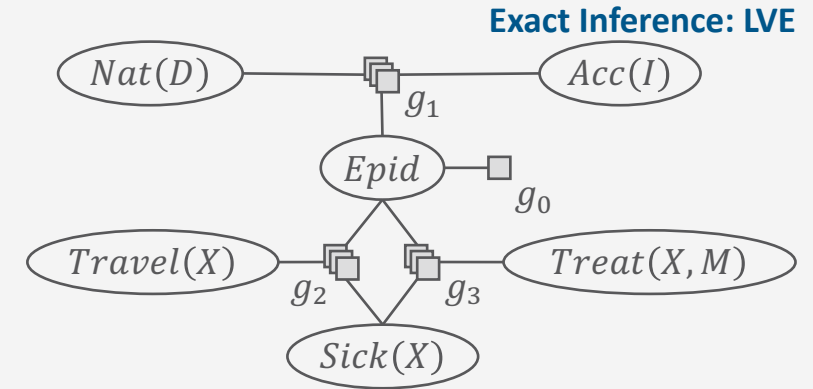 Exact Inference: LVE
Nat(D)
Acc(I)
g₁
Epid
g₀
Travel(X)
Treat(X, M)
g₂
g₃
Sick(X)